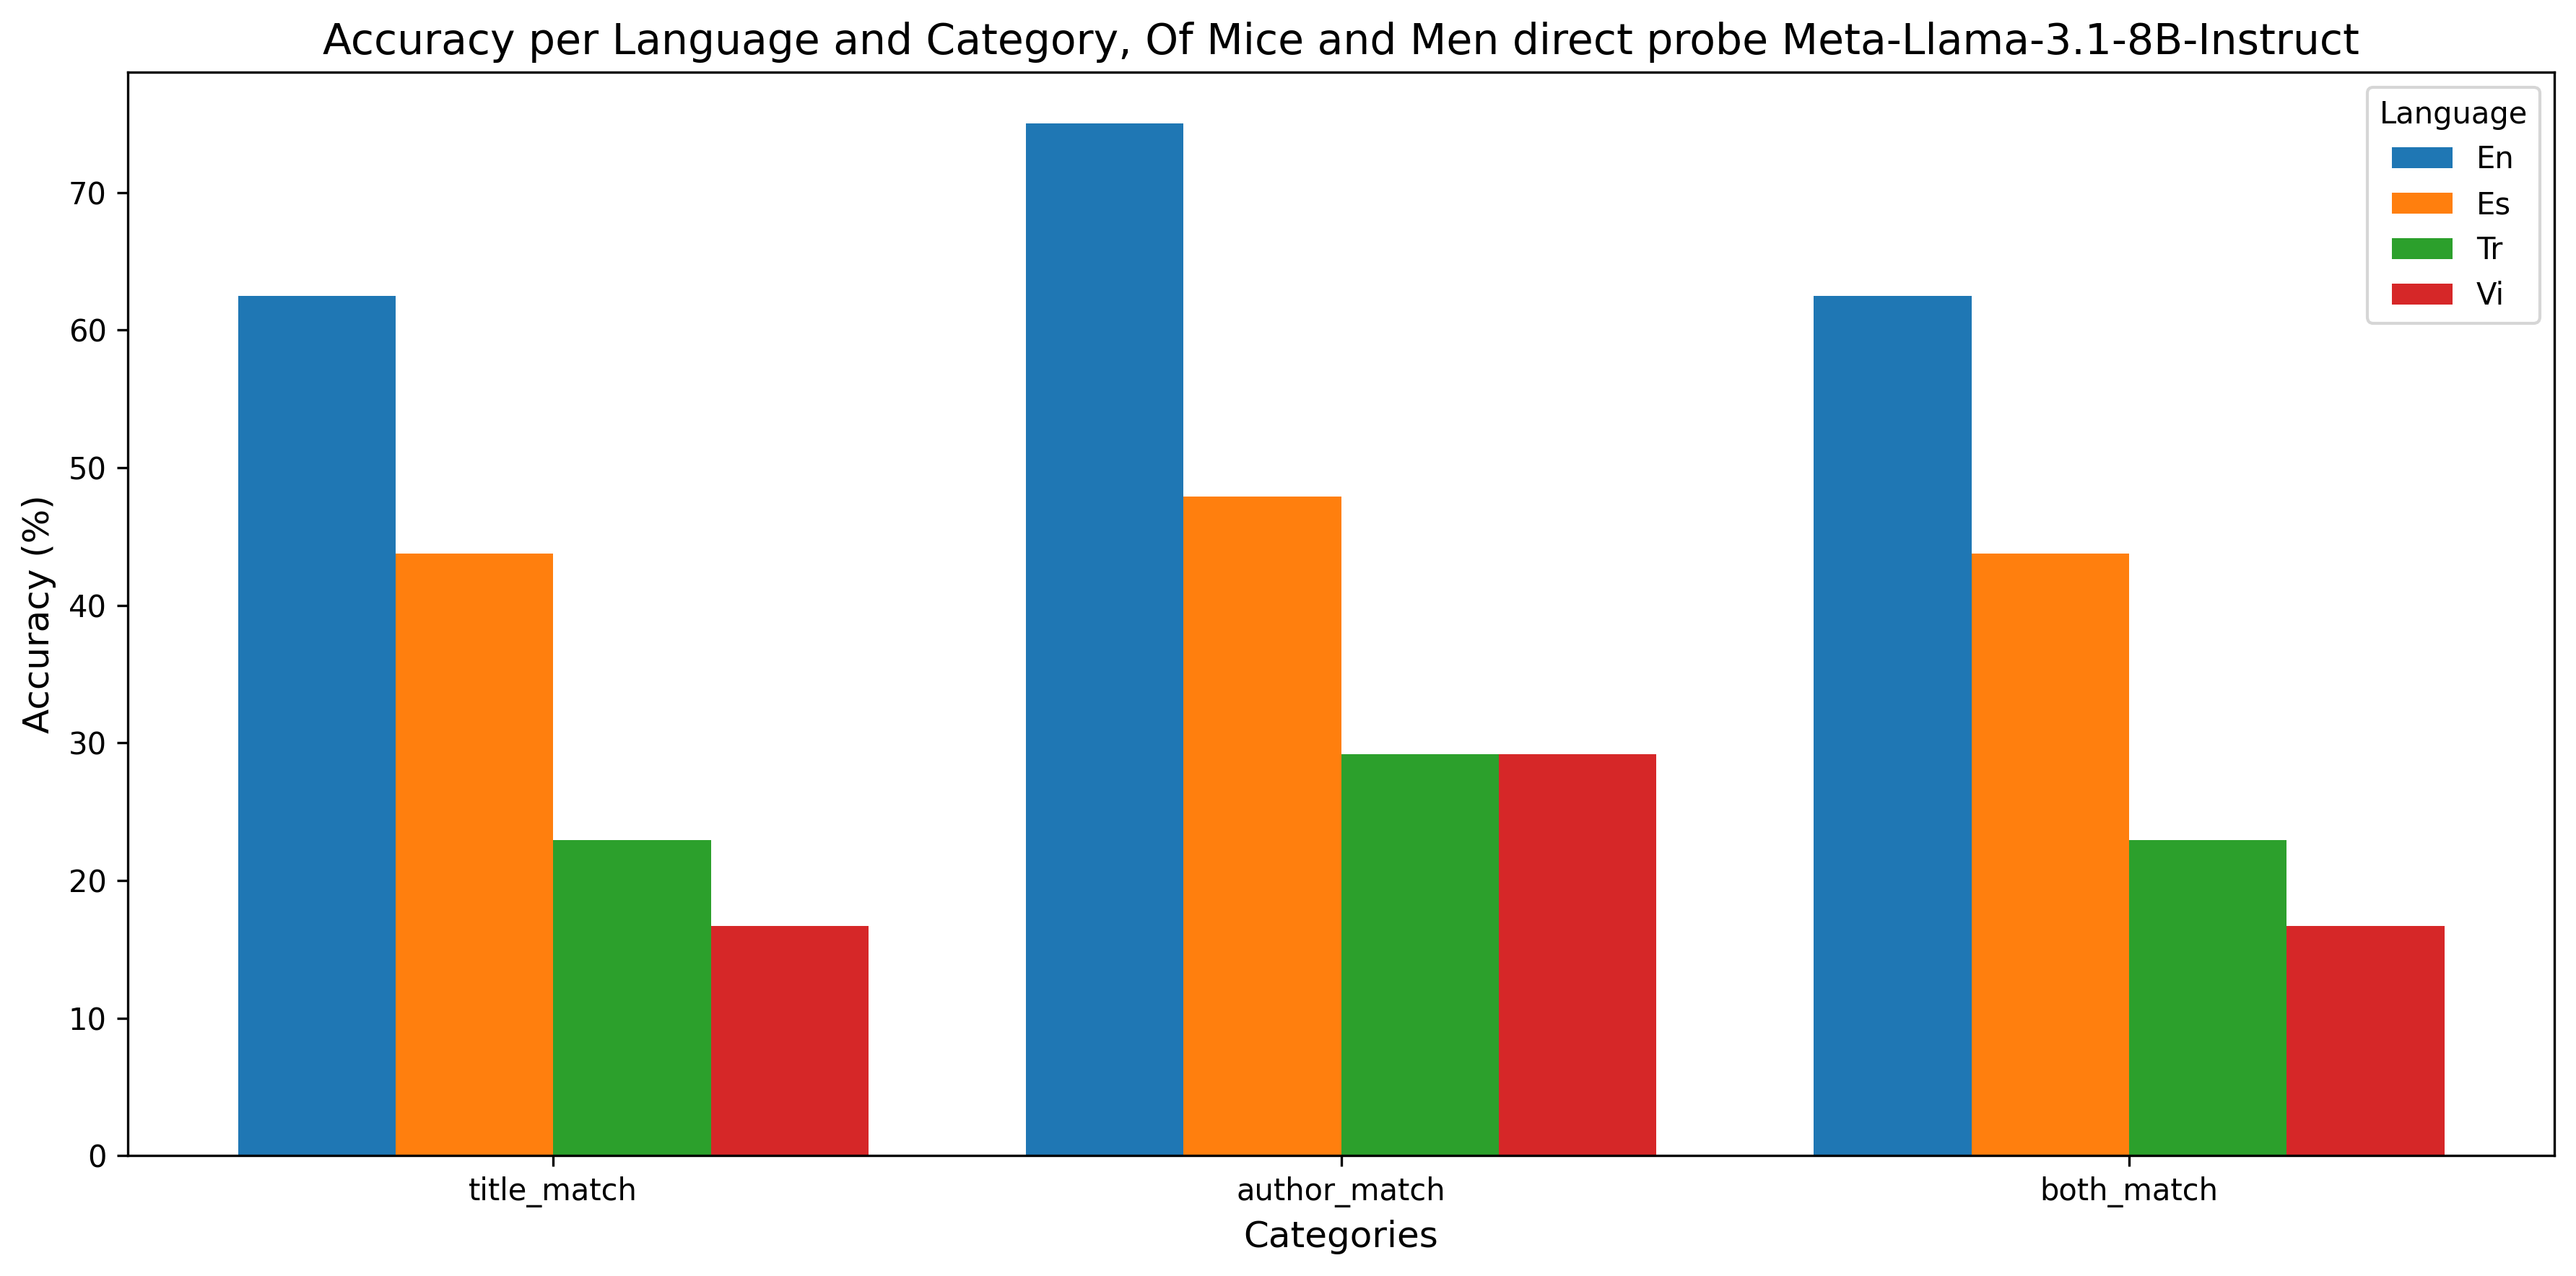 Accuracy per Language and Category, Of Mice and Men direct probe Meta-Llama-3.1-8B-Instruct
Language
En
Es
Tr
Vi
Accuracy (%)
70
60
50
40
30
20
10
0
title_match
author_match
both_match
Categories